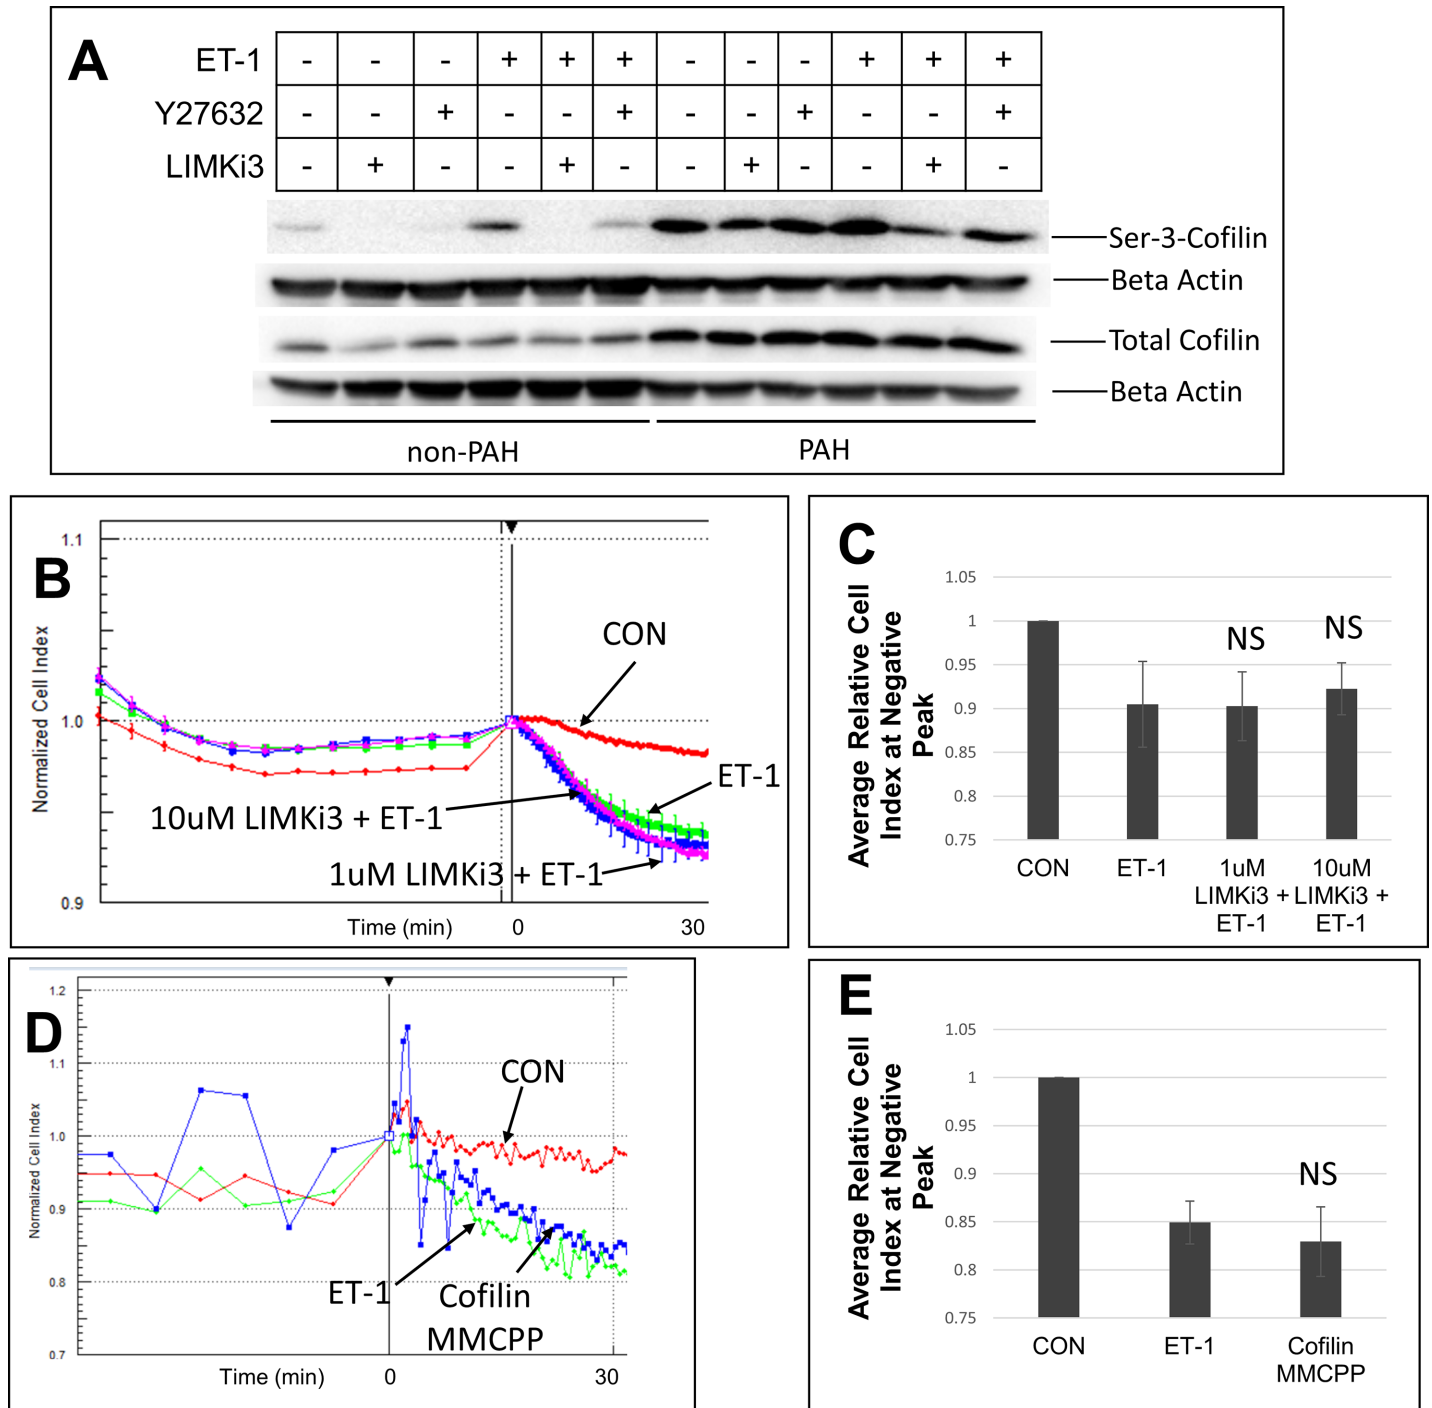 A
ET-1 - - - + + + - - - + + +
Y27632 - - + - - + - - + - - +
LIMKi3 - + - - + - - + - - + -
Ser-3-Cofilin
Beta Actin
Total Cofilin
Beta Actin
non-PAH PAH
B
Normalized Cell Index
1.1
1.0
0.9
CON
ET-1
10uM LIMKi3 + ET-1
1uM LIMKi3 + ET-1
Time (min) 0 30
C
Average Relative Cell
Index at Negative
Peak
1.05
1
0.95
0.9
0.85
0.8
0.75
NS
NS
CON ET-1 1uM 10uM
LIMKi3 + LIMKi3 +
ET-1 ET-1
D
Normalized Cell Index
1.2
1.1
1.0
0.9
0.8
0.7
CON
ET-1
Cofilin
MMCPP
Time (min) 0 30
E
Average Relative Cell
Index at Negative
Peak
1.05
1
0.95
0.9
0.85
0.8
0.75
NS
CON ET-1 Cofilin
MMCPP